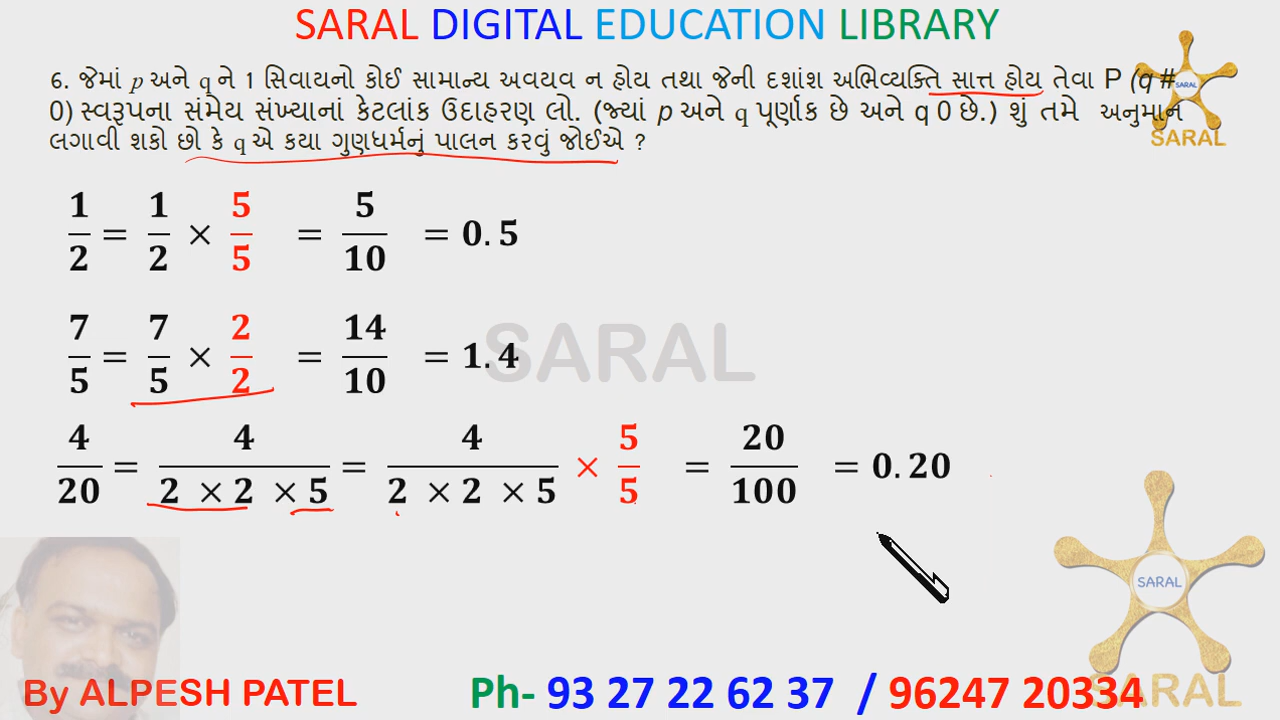 SARAL DIGITAL EDUCATION LIBRARY
6. જેમાં p અને q ને 1 સિવાયનો કોઈ સામાન્ય અવયવ ન હોય તથા જેની દશાંશ અભિવ્યક્તિ સાન્ત હોય તેવા P (q #
0) સ્વરૂપના સંમેય સંખ્યાનાં કેટલાંક ઉદાહરણ લો. (જ્યાં p અને q પૂર્ણાંક છે અને q 0 છે.) શું તમે અનુમાન
લગાવી શકો છો કે q એ કયા ગુણધર્મનું પાલન કરવું જોઈએ ?
1/2 = 1/2 × 5/5 = 5/10 = 0.5
7/5 = 7/5 × 2/2 = 14/10 = 1.4
4/20 = 4/(2 × 2 × 5) = 4/(2 × 2 × 5) × 5/5 = 20/100 = 0.20
SARAL
SARAL
SARAL
SARAL
SARAL
By ALPESH PATEL
Ph- 93 27 22 62 37 / 96247 20334